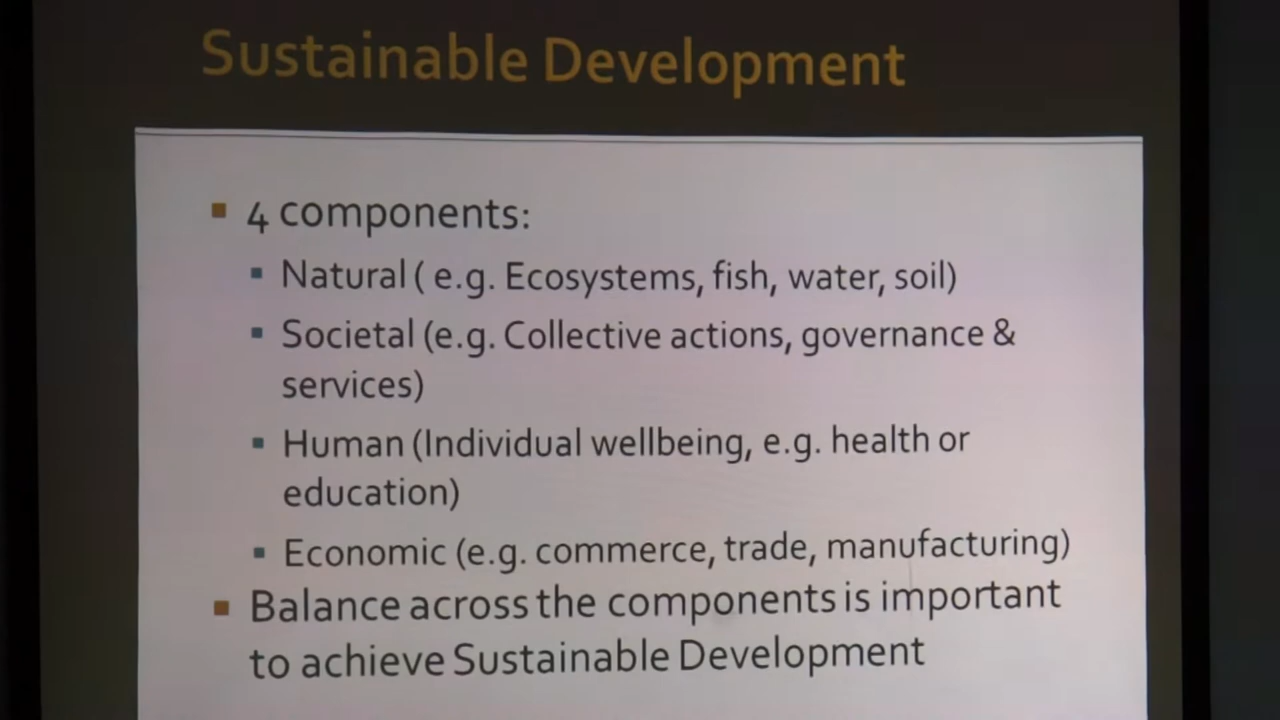 Sustainable Development
4 components:
Natural ( e.g. Ecosystems, fish, water, soil)
Societal (e.g. Collective actions, governance &
services)
Human (Individual wellbeing, e.g. health or
education)
Economic (e.g. commerce, trade, manufacturing)
Balance across the components is important
to achieve Sustainable Development